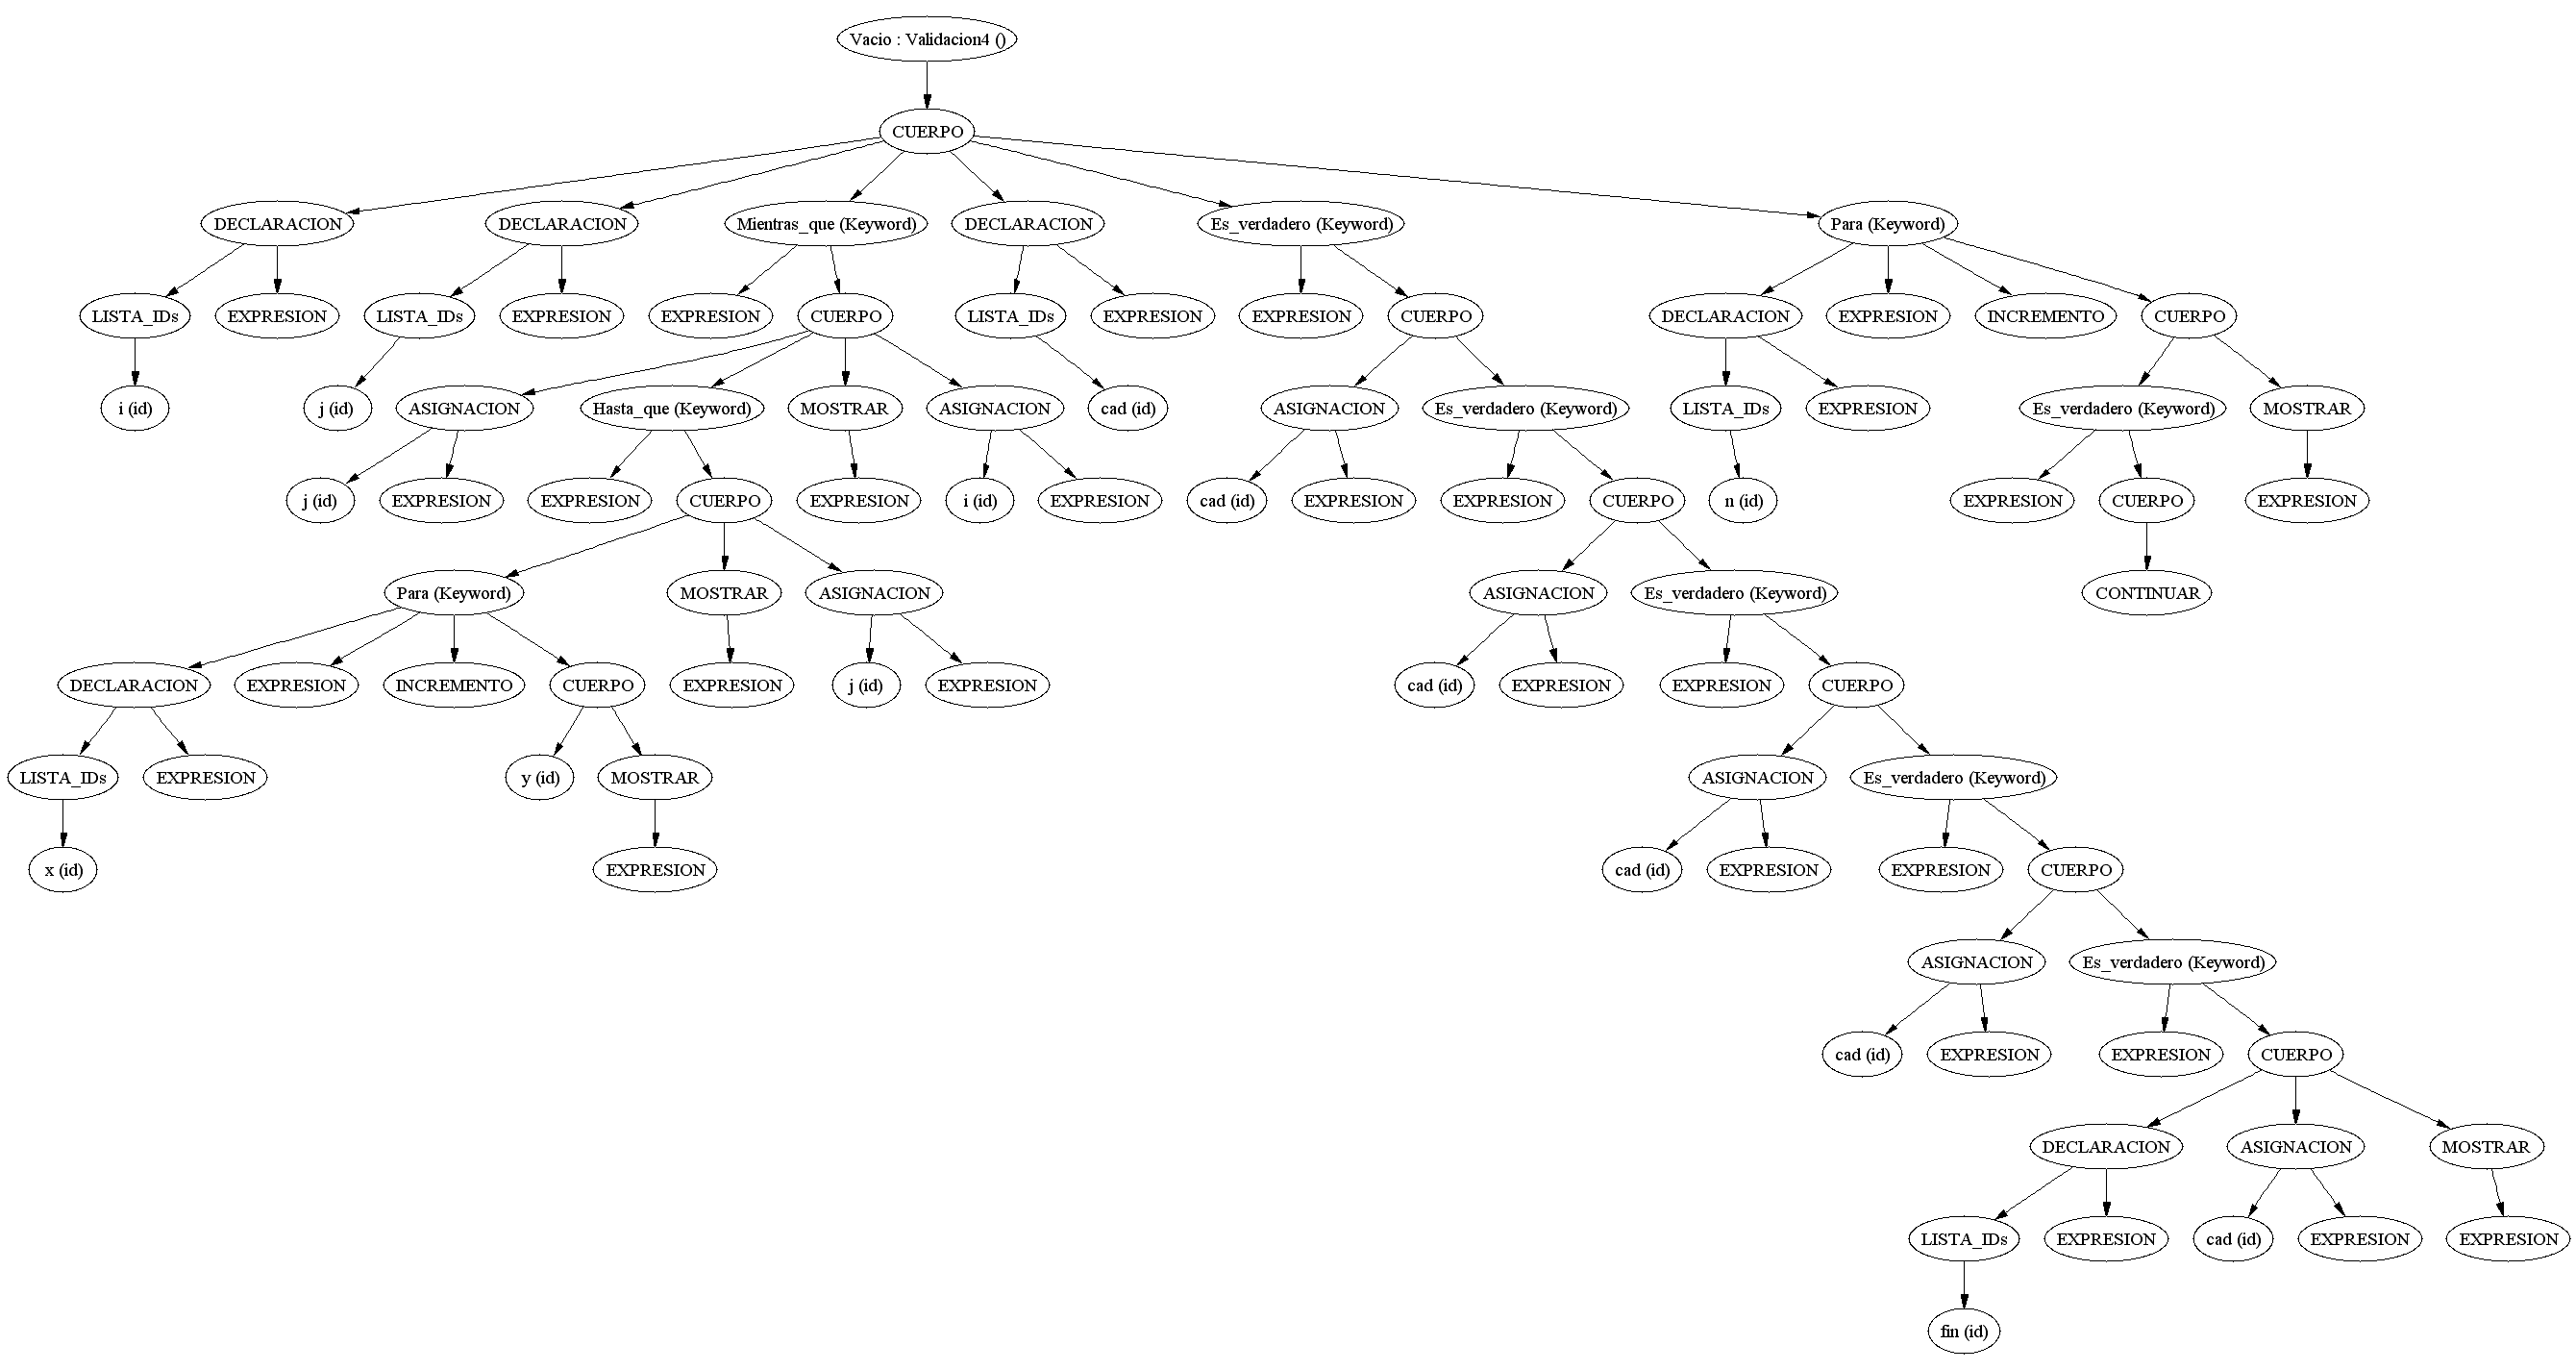 Vacio : Validacion4 ()
CUERPO
DECLARACION DECLARACION Mientras_que (Keyword) DECLARACION Es_verdadero (Keyword) Para (Keyword)
LISTA_IDs EXPRESION LISTA_IDs EXPRESION EXPRESION CUERPO LISTA_IDs EXPRESION EXPRESION CUERPO DECLARACION EXPRESION INCREMENTO CUERPO
i (id) j (id) ASIGNACION Hasta_que (Keyword) MOSTRAR ASIGNACION cad (id) ASIGNACION Es_verdadero (Keyword) LISTA_IDs EXPRESION Es_verdadero (Keyword) MOSTRAR
j (id) EXPRESION EXPRESION CUERPO EXPRESION i (id) EXPRESION cad (id) EXPRESION EXPRESION CUERPO n (id) EXPRESION CUERPO EXPRESION
Para (Keyword) MOSTRAR ASIGNACION ASIGNACION Es_verdadero (Keyword) CONTINUAR
DECLARACION EXPRESION INCREMENTO CUERPO EXPRESION j (id) EXPRESION cad (id) EXPRESION EXPRESION CUERPO
LISTA_IDs EXPRESION y (id) MOSTRAR ASIGNACION Es_verdadero (Keyword)
x (id) EXPRESION cad (id) EXPRESION EXPRESION CUERPO
ASIGNACION Es_verdadero (Keyword)
cad (id) EXPRESION EXPRESION CUERPO
DECLARACION ASIGNACION MOSTRAR
LISTA_IDs EXPRESION cad (id) EXPRESION EXPRESION
fin (id)